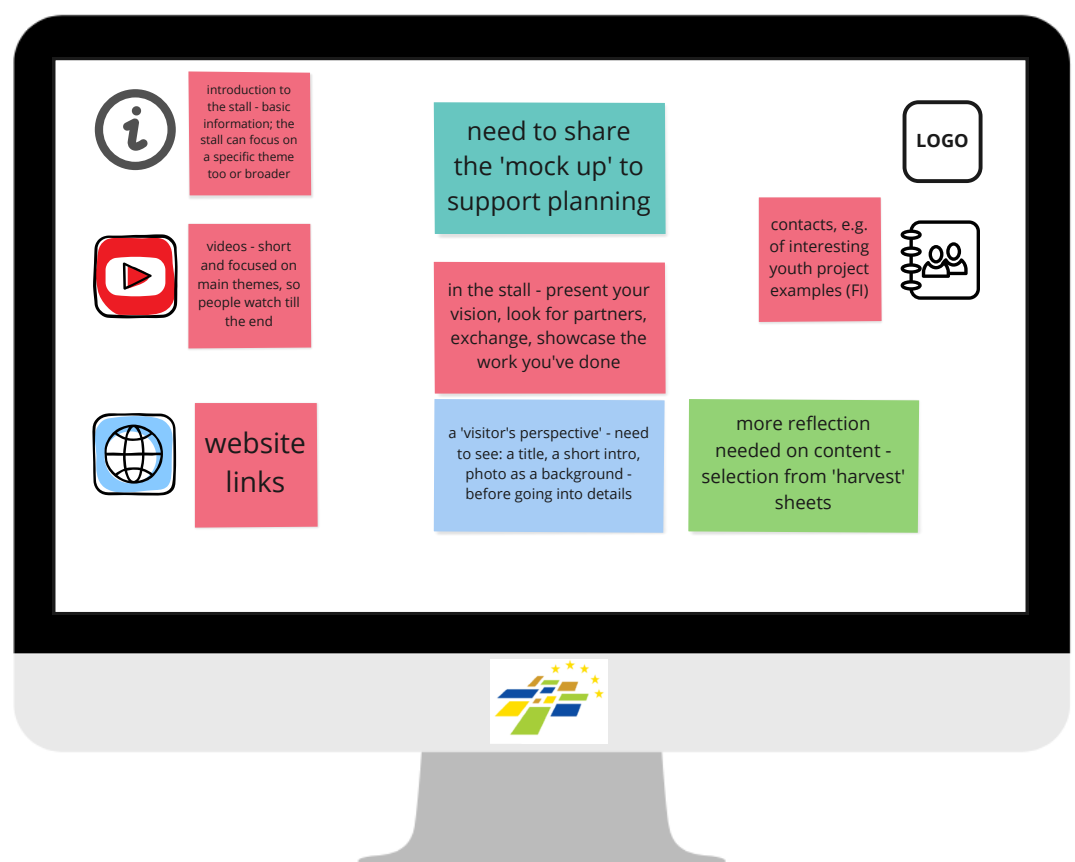 introduction to
the stall - basic
information; the
stall can focus on
a specific theme
too or broader
need to share
the 'mock up' to
support planning
LOGO
videos - short
and focused on
main themes, so
people watch till
the end
contacts, e.g.
of interesting
youth project
examples (FI)
in the stall - present your
vision, look for partners,
exchange, showcase the
work you've done
website
links
a 'visitor's perspective' - need
to see: a title, a short intro,
photo as a background -
before going into details
more reflection
needed on content -
selection from 'harvest'
sheets